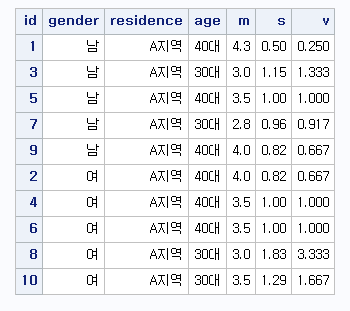 id gender residence age m s v
1 남 A지역 40대 4.3 0.50 0.250
3 남 A지역 30대 3.0 1.15 1.333
5 남 A지역 40대 3.5 1.00 1.000
7 남 A지역 30대 2.8 0.96 0.917
9 남 A지역 40대 4.0 0.82 0.667
2 여 A지역 40대 4.0 0.82 0.667
4 여 A지역 40대 3.5 1.00 1.000
6 여 A지역 40대 3.5 1.00 1.000
8 여 A지역 30대 3.0 1.83 3.333
10 여 A지역 30대 3.5 1.29 1.667